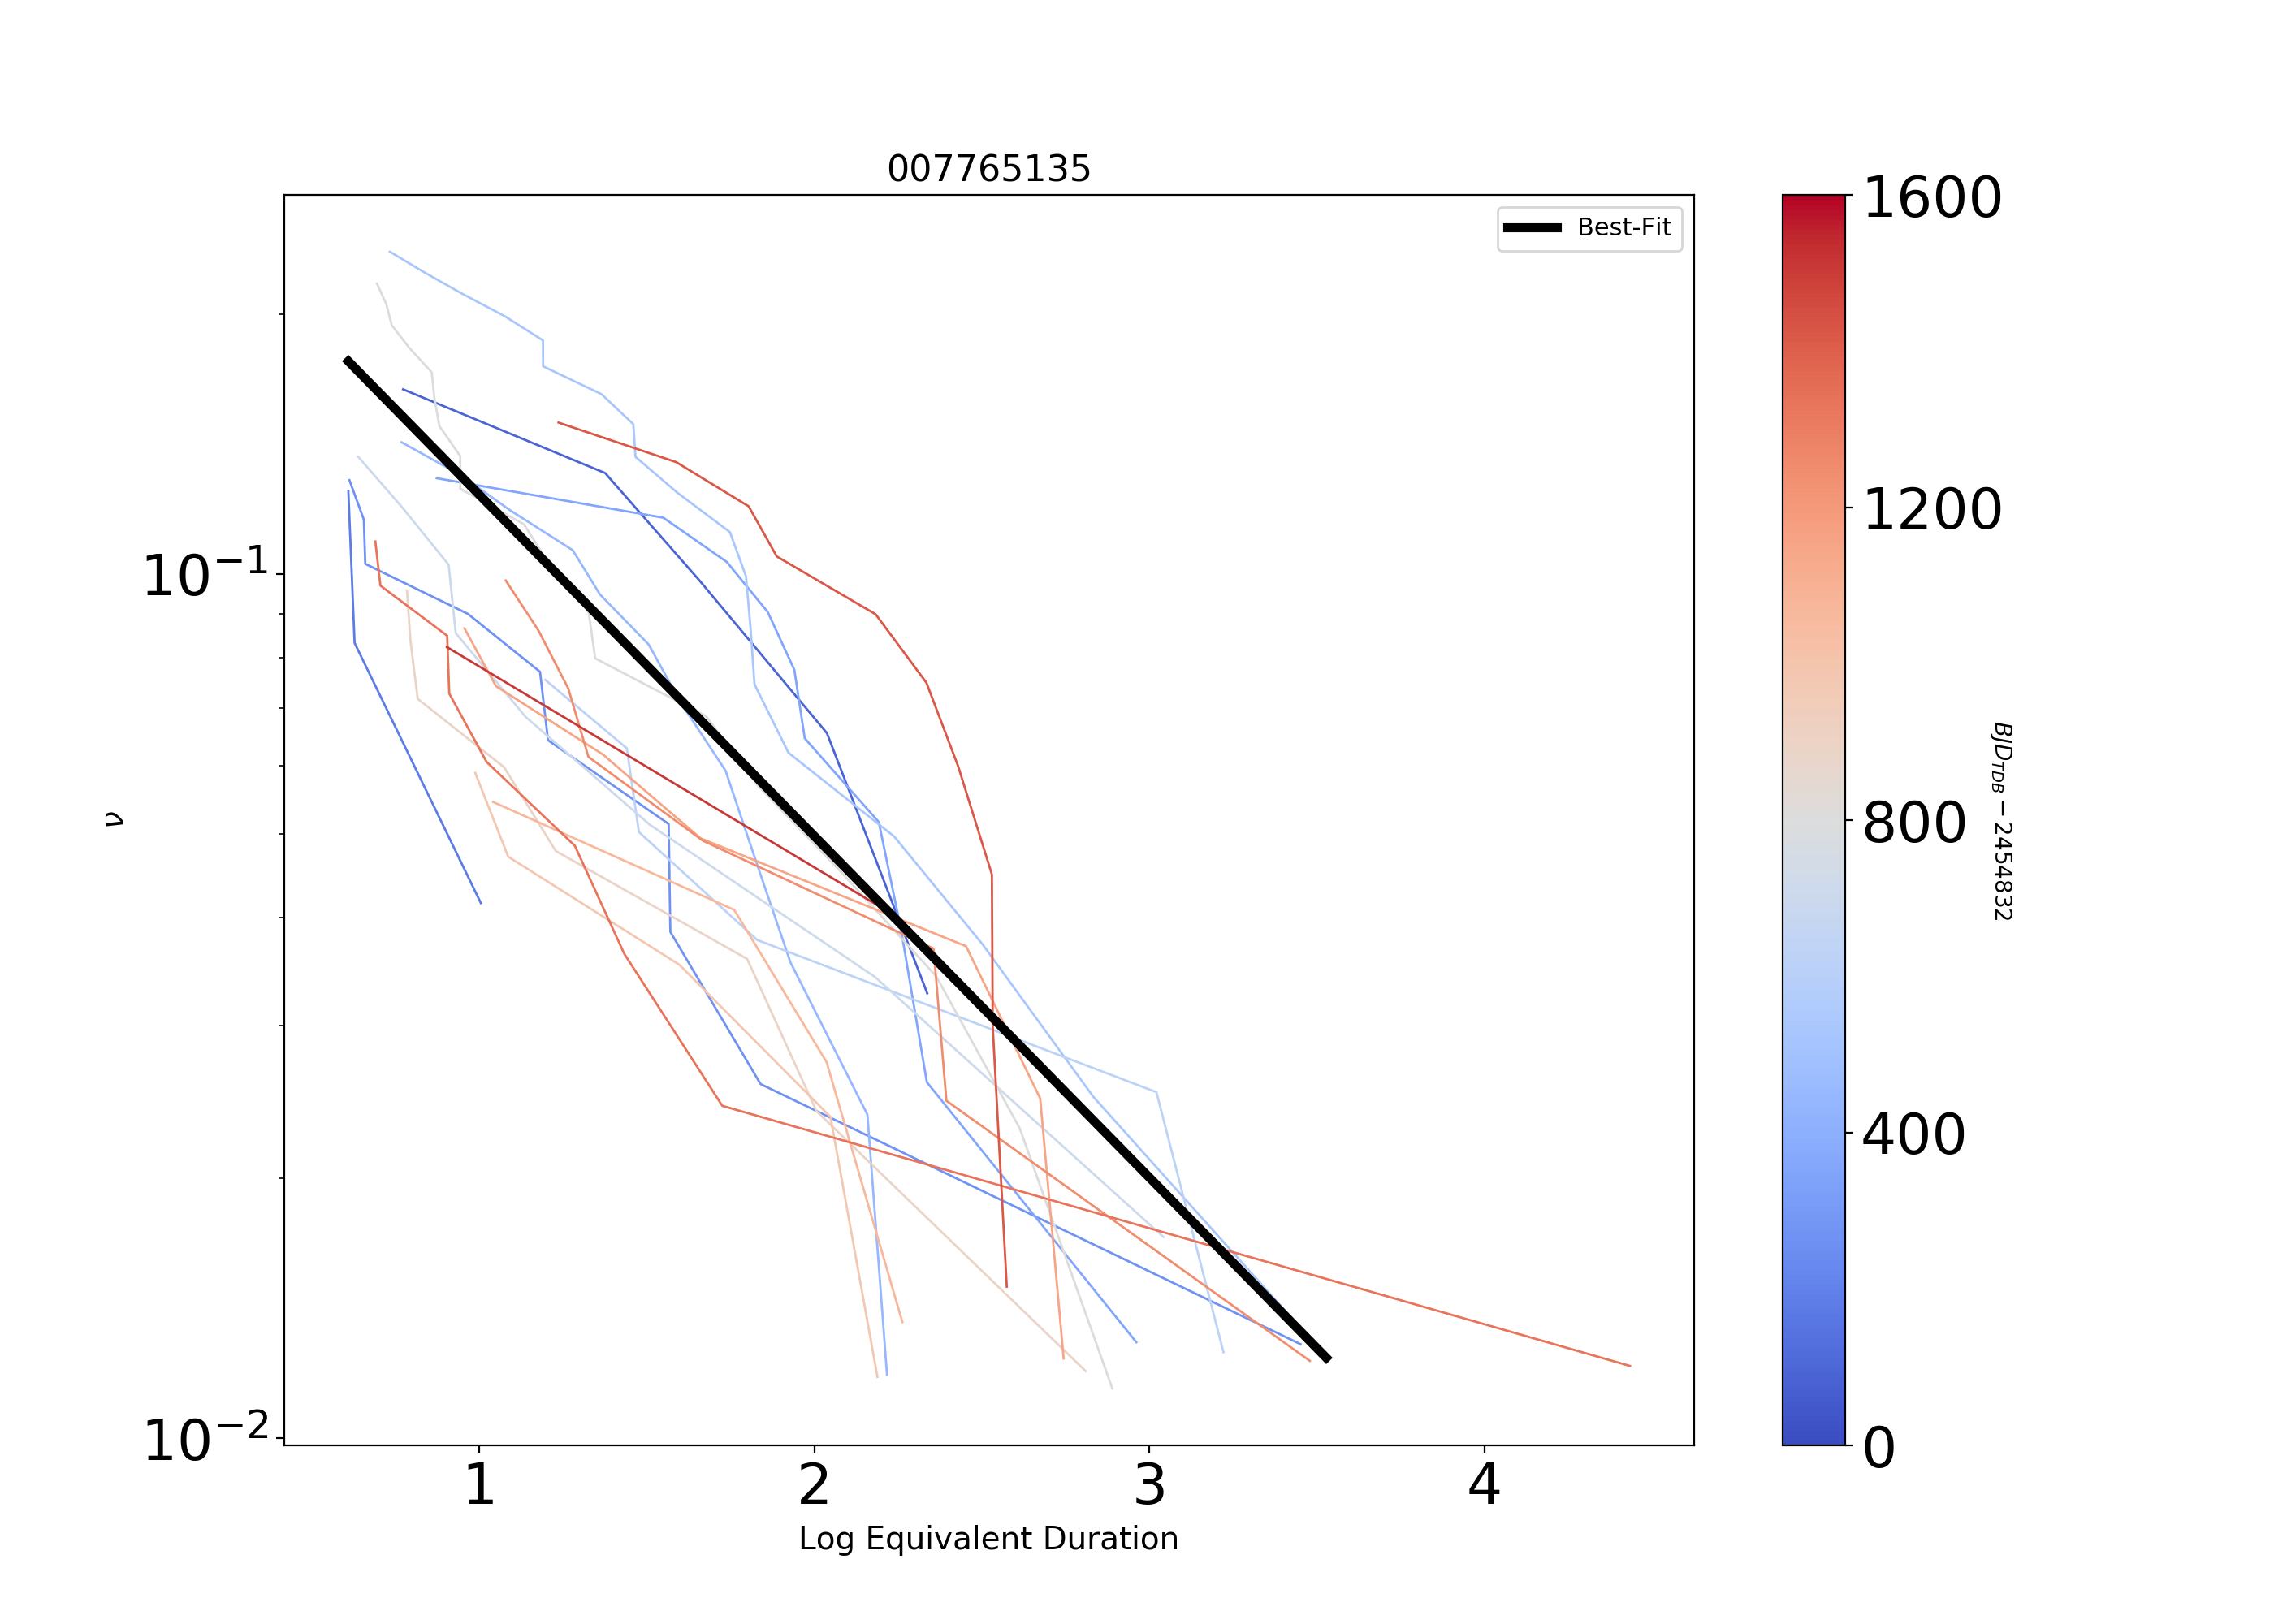 007765135
Best-Fit
10⁻¹
10⁻²
ν
1 2 3 4
Log Equivalent Duration
1600
1200
800
400
0
BJD_TDB − 2454832